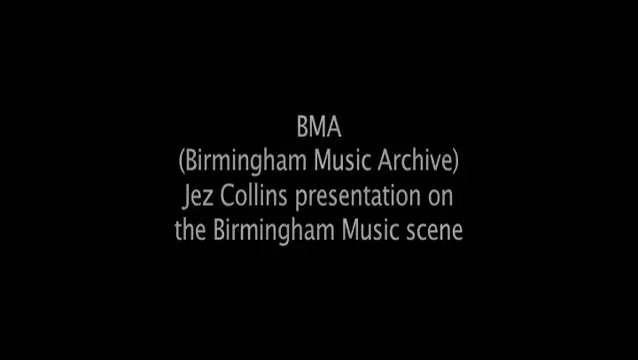 BMA
(Birmingham Music Archive)
Jez Collins presentation on
the Birmingham Music scene